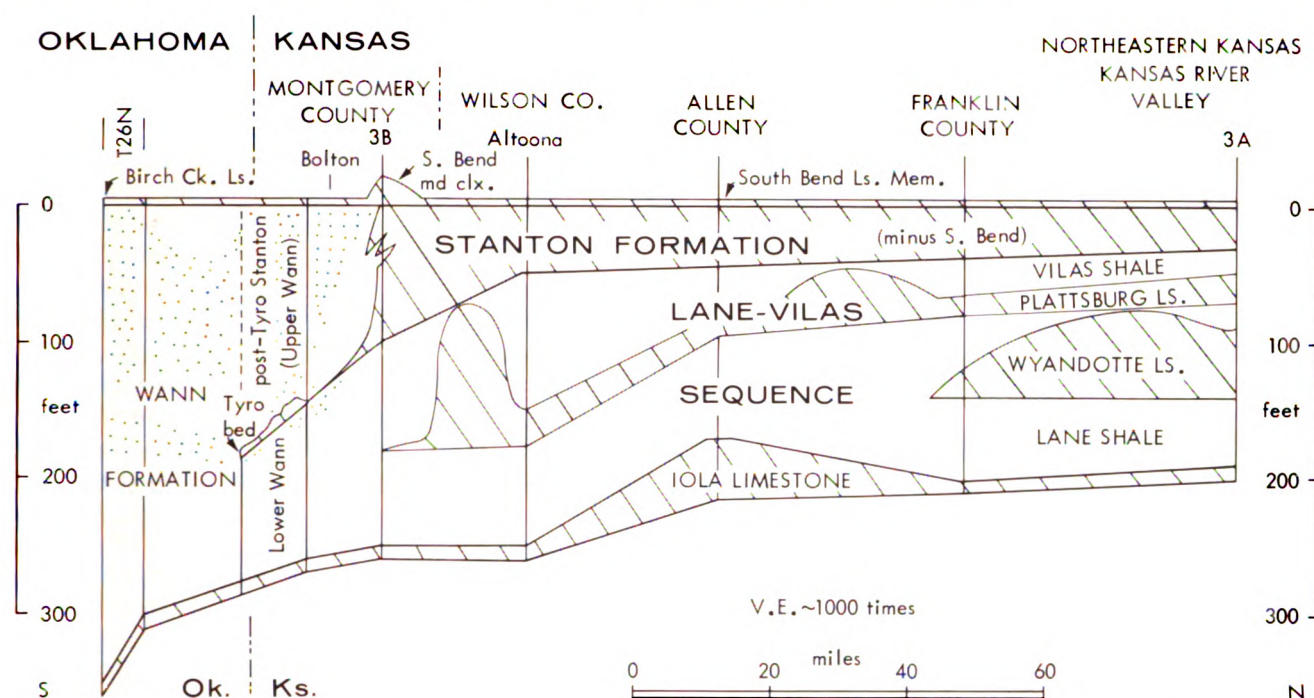 OKLAHOMA
KANSAS
NORTHEASTERN KANSAS
KANSAS RIVER
VALLEY
MONTGOMERY
COUNTY
WILSON CO.
ALLEN
COUNTY
FRANKLIN
COUNTY
T26N
3B
Altoona
3A
Bolton
S. Bend
md clx.
Birch Ck. Ls.
South Bend Ls. Mem.
0
0
STANTON FORMATION
(minus S. Bend)
post-Tyro Stanton
(Upper Wann)
VILAS SHALE
PLATTSBURG LS.
LANE-VILAS
100
100
WYANDOTTE LS.
WANN
SEQUENCE
feet
feet
Tyro
bed
LANE SHALE
Lower Wann
200
FORMATION
IOLA LIMESTONE
200
300
V.E. ~1000 times
300
miles
0
20
40
60
S
Ok.
Ks.
N